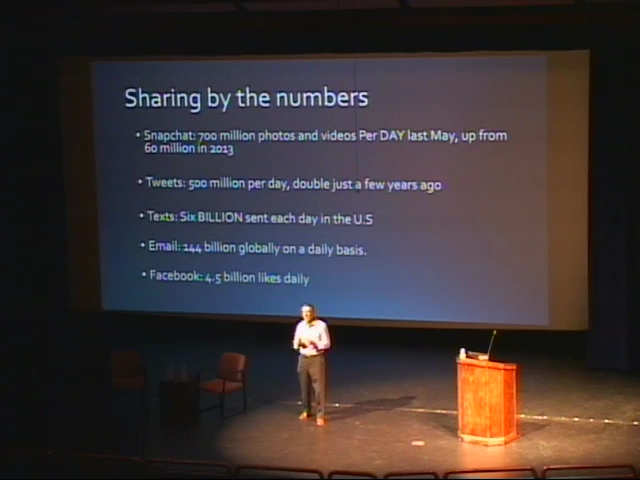 Sharing by the numbers
• Snapchat: 700 million photos and videos Per DAY last May, up from
60 million in 2013
• Tweets: 500 million per day, double just a few years ago
• Texts: Six BILLION sent each day in the U.S
• Email: 144 billion globally on a daily basis.
• Facebook: 4.5 billion likes daily